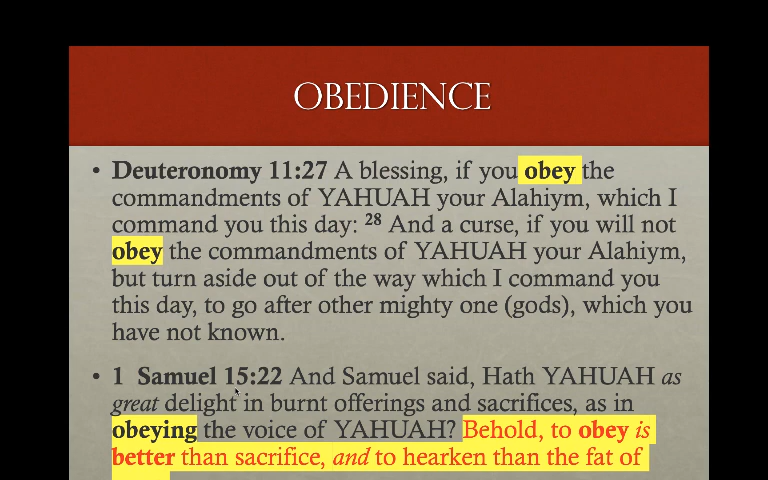 OBEDIENCE
• Deuteronomy 11:27 A blessing, if you obey the
commandments of YAHUAH your Alahiym, which I
command you this day: 28 And a curse, if you will not
obey the commandments of YAHUAH your Alahiym,
but turn aside out of the way which I command you
this day, to go after other mighty one (gods), which you
have not known.
• 1 Samuel 15:22 And Samuel said, Hath YAHUAH as
great delight in burnt offerings and sacrifices, as in
obeying the voice of YAHUAH? Behold, to obey is
better than sacrifice, and to hearken than the fat of